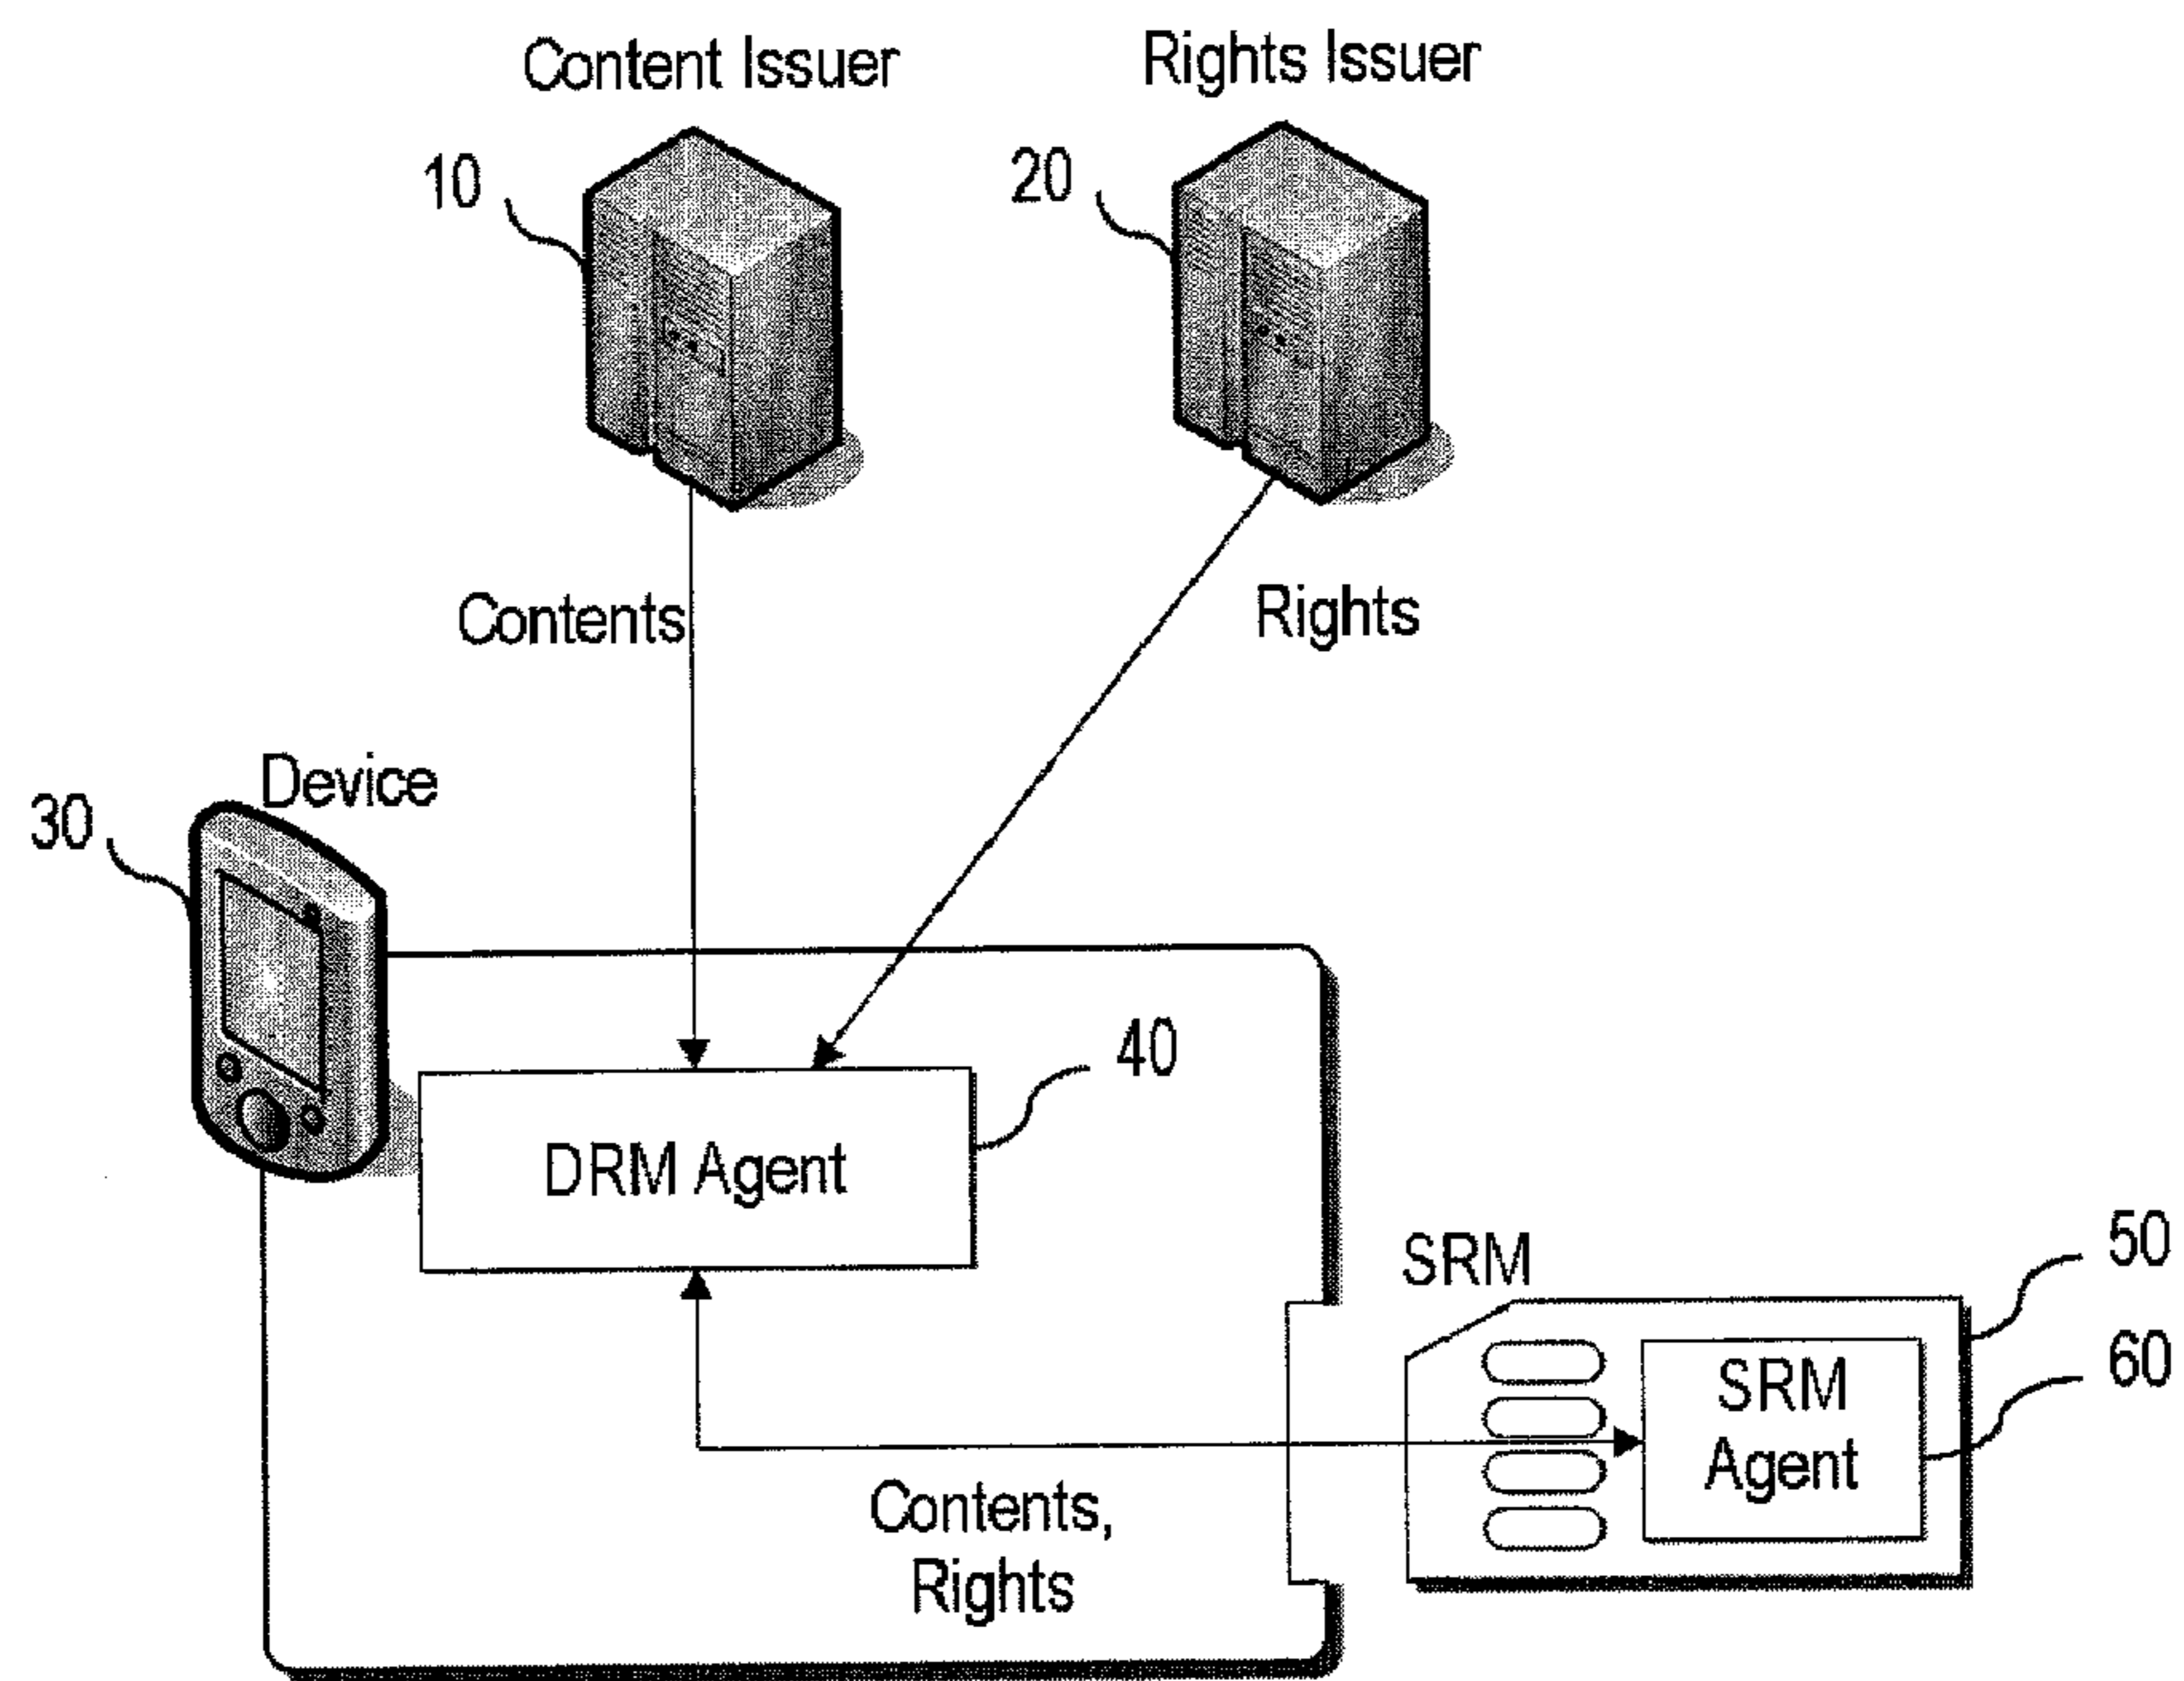 Content Issuer
Rights Issuer
10
20
Contents
Rights
Device
30
40
DRM Agent
SRM
50
60
SRM
Agent
Contents,
Rights